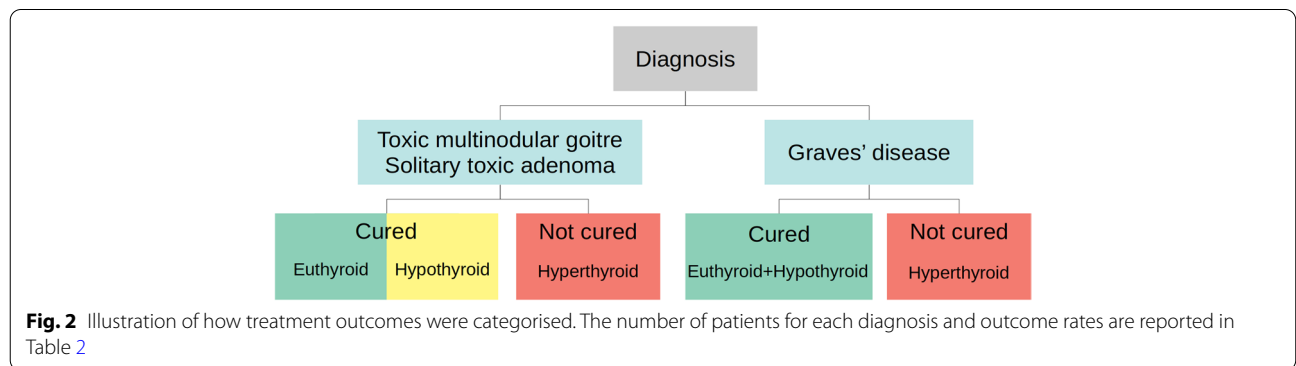 Diagnosis
Toxic multinodular goitre
Solitary toxic adenoma
Graves’ disease
Cured
Euthyroid
Hypothyroid
Not cured
Hyperthyroid
Cured
Euthyroid+Hypothyroid
Not cured
Hyperthyroid
Fig. 2 Illustration of how treatment outcomes were categorised. The number of patients for each diagnosis and outcome rates are reported in
Table 2